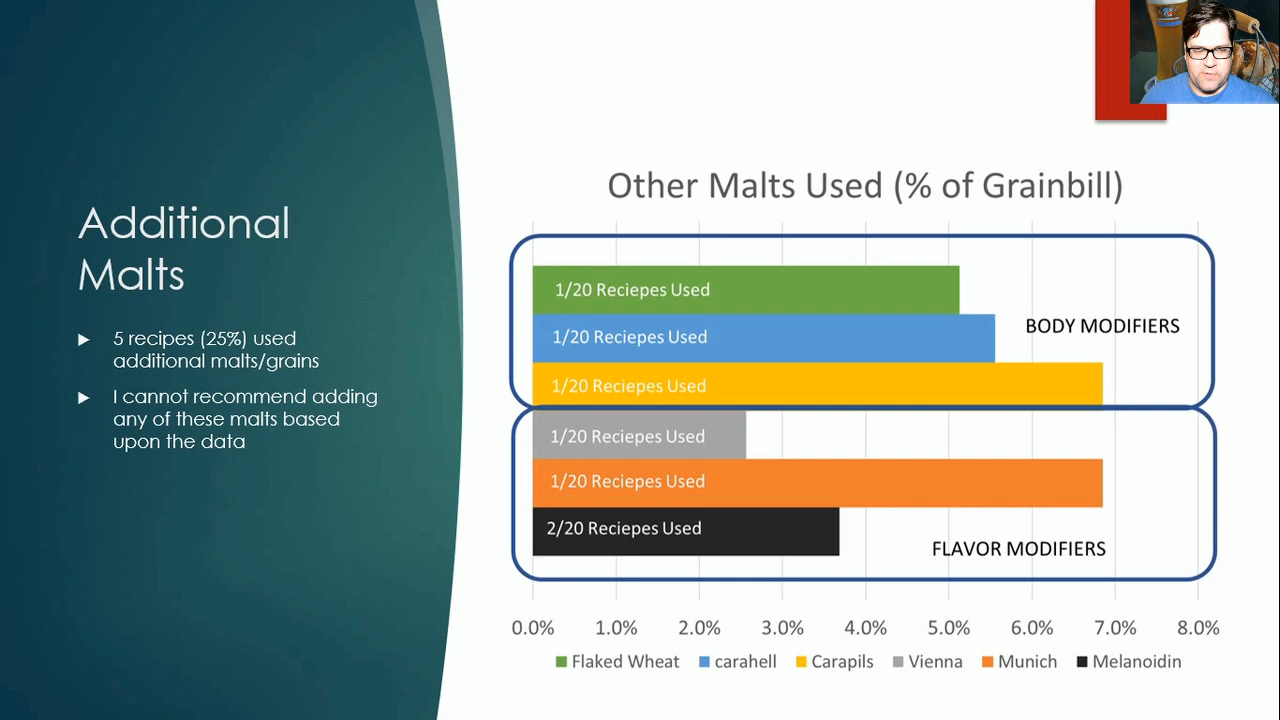 Additional
Malts
5 recipes (25%) used
additional malts/grains
I cannot recommend adding
any of these malts based
upon the data
Other Malts Used (% of Grainbill)
1/20 Reciepes Used
1/20 Reciepes Used
BODY MODIFIERS
1/20 Reciepes Used
1/20 Reciepes Used
1/20 Reciepes Used
2/20 Reciepes Used
FLAVOR MODIFIERS
0.0% 1.0% 2.0% 3.0% 4.0% 5.0% 6.0% 7.0% 8.0%
Flaked Wheat carahell Carapils Vienna Munich Melanoidin